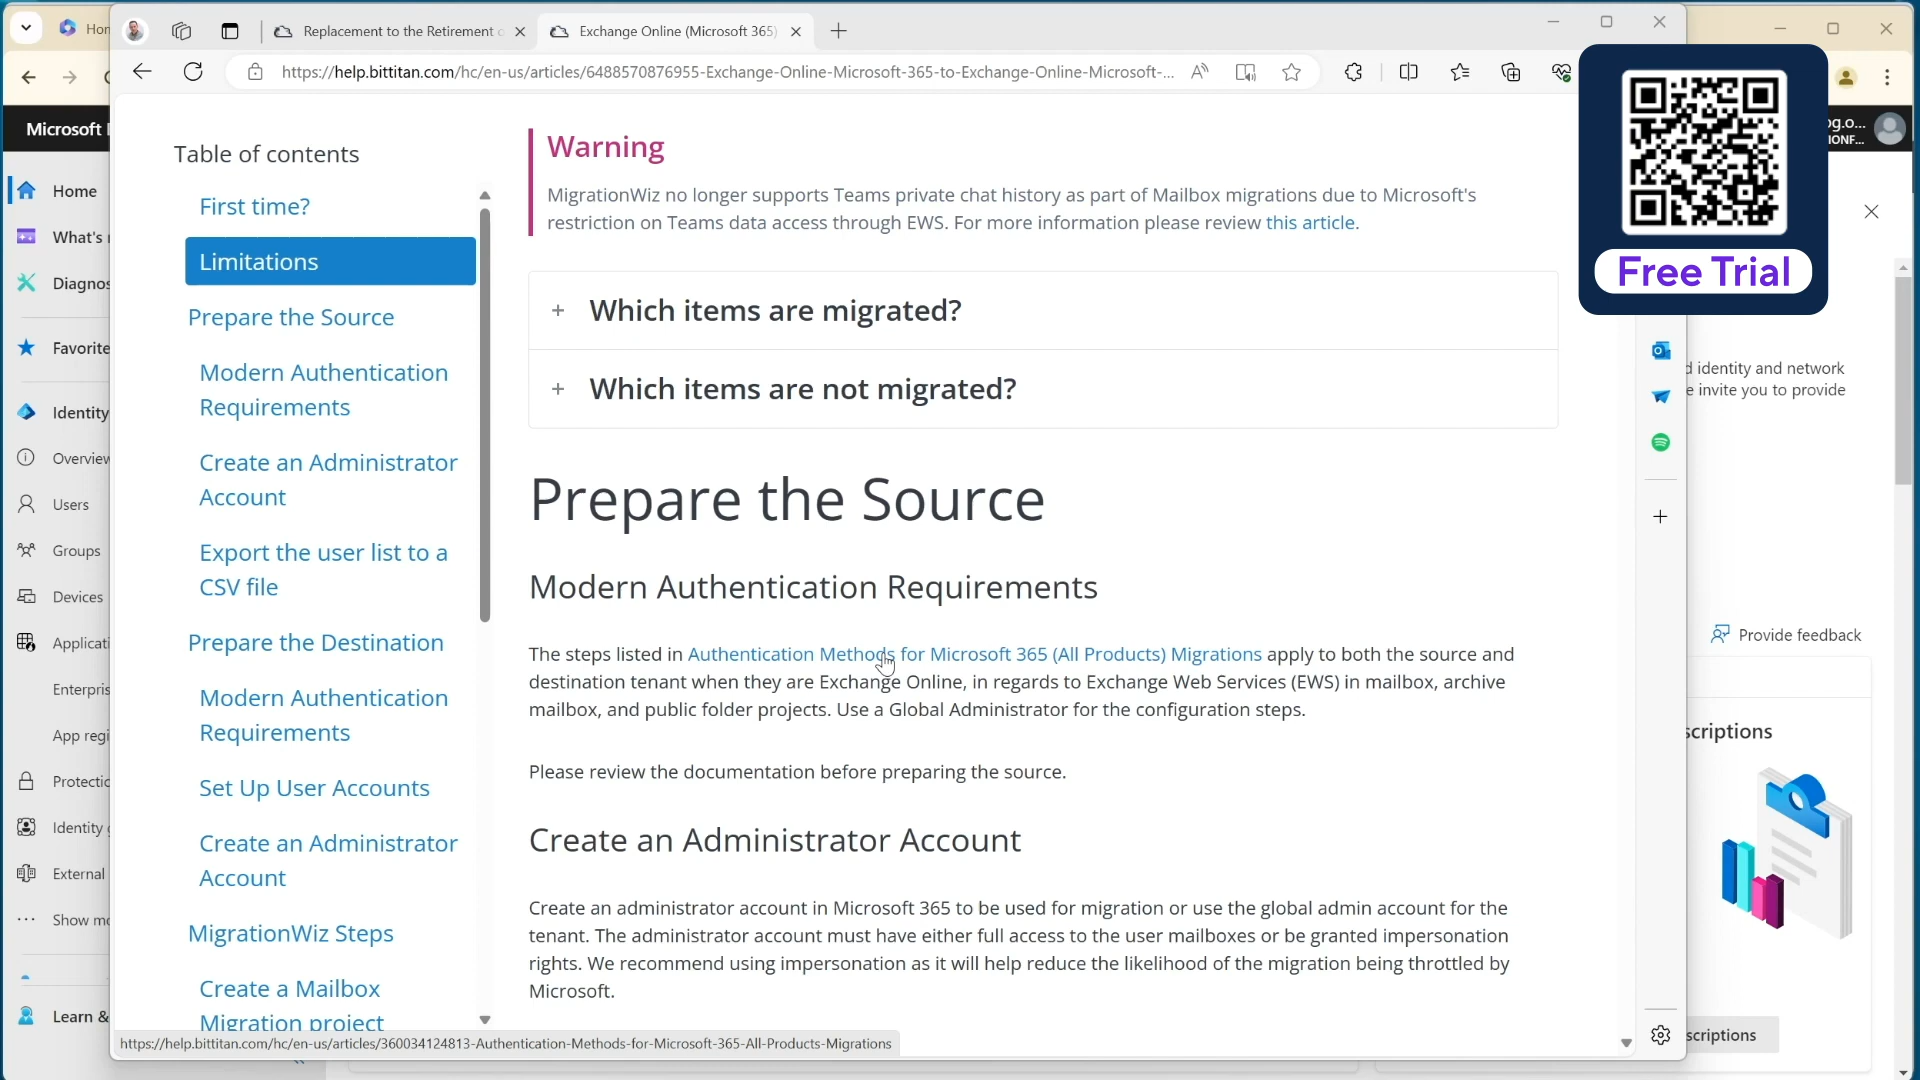 Hon
Replacement to the Retirement o
Exchange Online (Microsoft 365)
https://help.bittitan.com/hc/en-us/articles/6488570876955-Exchange-Online-Microsoft-365-to-Exchange-Online-Microsoft-...
Microsoft
Home
What's
Diagnos
Favorite
Identity
Overview
Users
Groups
Devices
Applicati
Enterpris
App regi
Protectio
Identity g
External
Show mo
Learn &
Table of contents
First time?
Limitations
Prepare the Source
Modern Authentication
Requirements
Create an Administrator
Account
Export the user list to a
CSV file
Prepare the Destination
Modern Authentication
Requirements
Set Up User Accounts
Create an Administrator
Account
MigrationWiz Steps
Create a Mailbox
Migration project
Warning
MigrationWiz no longer supports Teams private chat history as part of Mailbox migrations due to Microsoft's
restriction on Teams data access through EWS. For more information please review this article.
+ Which items are migrated?
+ Which items are not migrated?
Prepare the Source
Modern Authentication Requirements
The steps listed in Authentication Methods for Microsoft 365 (All Products) Migrations apply to both the source and
destination tenant when they are Exchange Online, in regards to Exchange Web Services (EWS) in mailbox, archive
mailbox, and public folder projects. Use a Global Administrator for the configuration steps.
Please review the documentation before preparing the source.
Create an Administrator Account
Create an administrator account in Microsoft 365 to be used for migration or use the global admin account for the
tenant. The administrator account must have either full access to the user mailboxes or be granted impersonation
rights. We recommend using impersonation as it will help reduce the likelihood of the migration being throttled by
Microsoft.
https://help.bittitan.com/hc/en-us/articles/360034124813-Authentication-Methods-for-Microsoft-365-All-Products-Migrations
Free Trial
og.o...
IONF...
d identity and network
e invite you to provide
Provide feedback
scriptions
scriptions